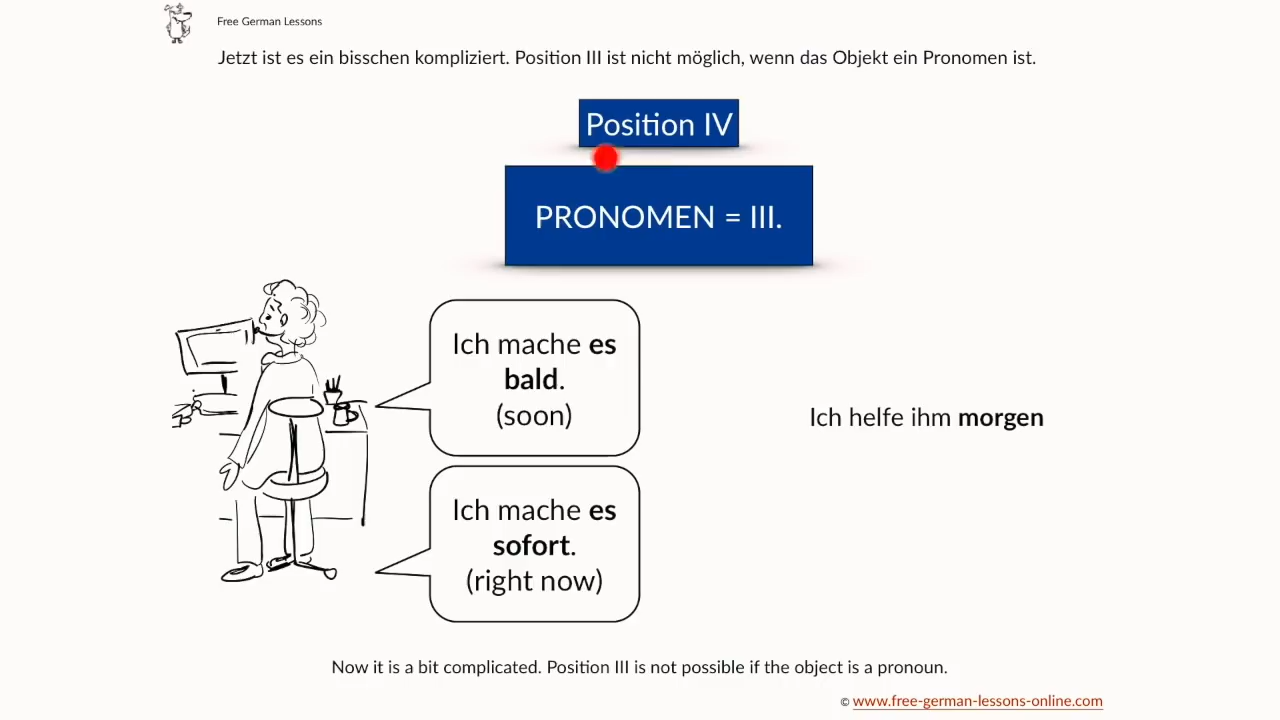 Free German Lessons
Jetzt ist es ein bisschen kompliziert. Position III ist nicht möglich, wenn das Objekt ein Pronomen ist.
Position IV
PRONOMEN = III.
Ich mache es
bald.
(soon)
Ich helfe ihm morgen
Ich mache es
sofort.
(right now)
Now it is a bit complicated. Position III is not possible if the object is a pronoun.
© www.free-german-lessons-online.com